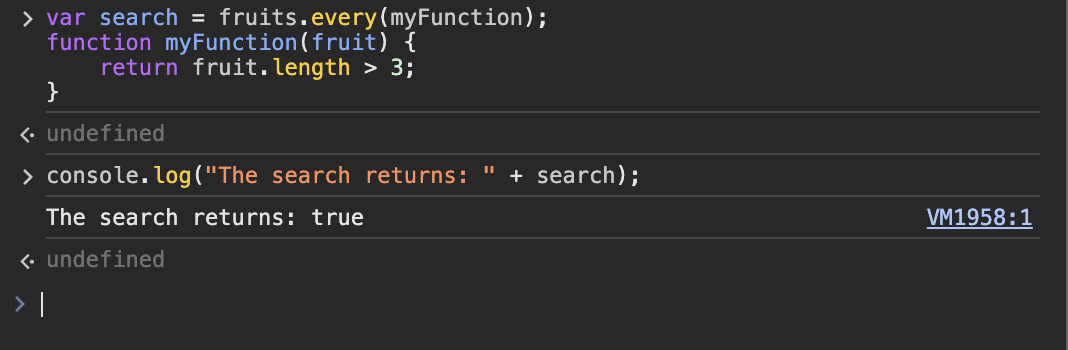 var search = fruits.every(myFunction);
function myFunction(fruit) {
    return fruit.length > 3;
}
undefined
console.log("The search returns: " + search);
The search returns: true VM1958:1
undefined